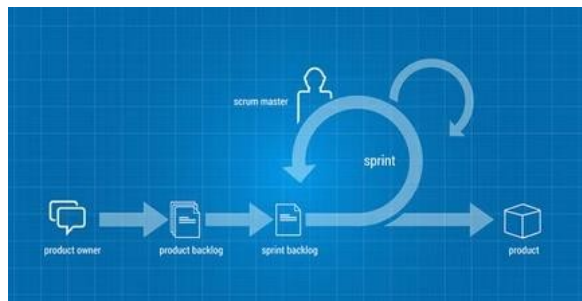 scrum master
sprint
product owner
product backlog
sprint backlog
product